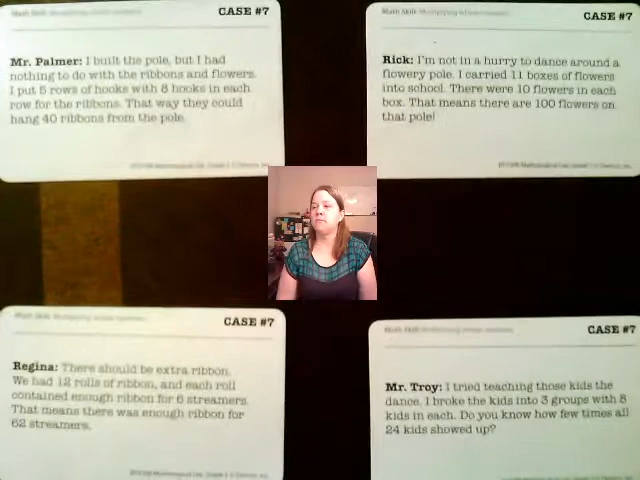 CASE #7
Mr. Palmer: I built the pole, but I had
nothing to do with the ribbons and flowers.
I put 5 rows of hooks with 8 hooks in each
row for the ribbons. That way they could
hang 40 ribbons from the pole.
Math Skill: Multiplying
CASE #7
Rick: I'm not in a hurry to dance around a
flowery pole. I carried 11 boxes of flowers
into school. There were 10 flowers in each
box. That means there are 100 flowers on
that pole!
CASE #7
Regina: There should be extra ribbon.
We had 12 rolls of ribbon, and each roll
contained enough ribbon for 6 streamers.
That means there was enough ribbon for
62 streamers.
Math Skill:
CASE #7
Mr. Troy: I tried teaching those kids the
dance. I broke the kids into 3 groups with 8
kids in each. Do you know how few times all
24 kids showed up?